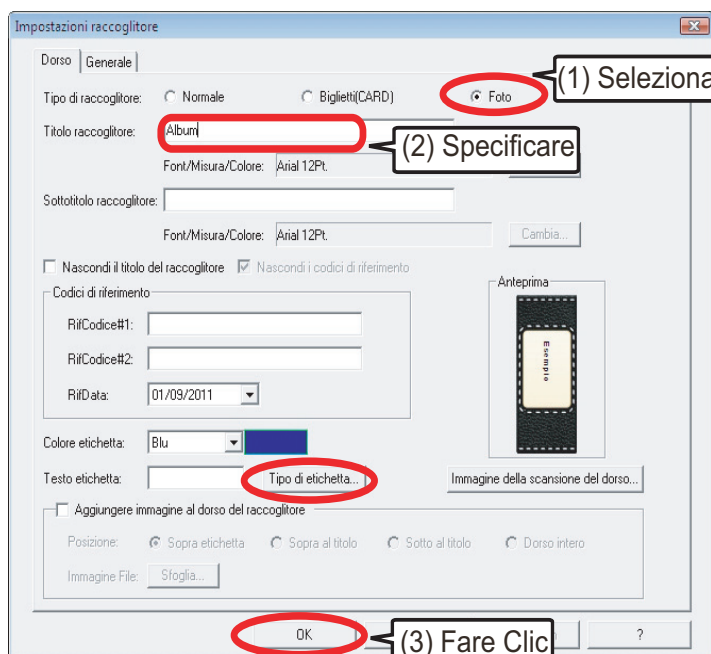 Impostazioni raccoglitore
Dorso Generale
(1) Seleziona
Tipo di raccoglitore: Normale Biglietti(CARD) Foto
Titolo raccoglitore: Album
(2) Specificare
Font/Misura/Colore: Arial 12Pt.
Sottotitolo raccoglitore:
Font/Misura/Colore: Arial 12Pt. Cambia...
Nascondi il titolo del raccoglitore Nascondi i codici di riferimento
Codici di riferimento
Anteprima
RifCodice#1:
Esempio
RifCodice#2:
RifData: 01/09/2011
Colore etichetta: Blu
Testo etichetta: Tipo di etichetta... Immagine della scansione del dorso...
Aggiungere immagine al dorso del raccoglitore
Posizione: Sopra etichetta Sopra al titolo Sotto al titolo Dorso intero
Immagine File: Sfoglia...
OK (3) Fare Clic ?